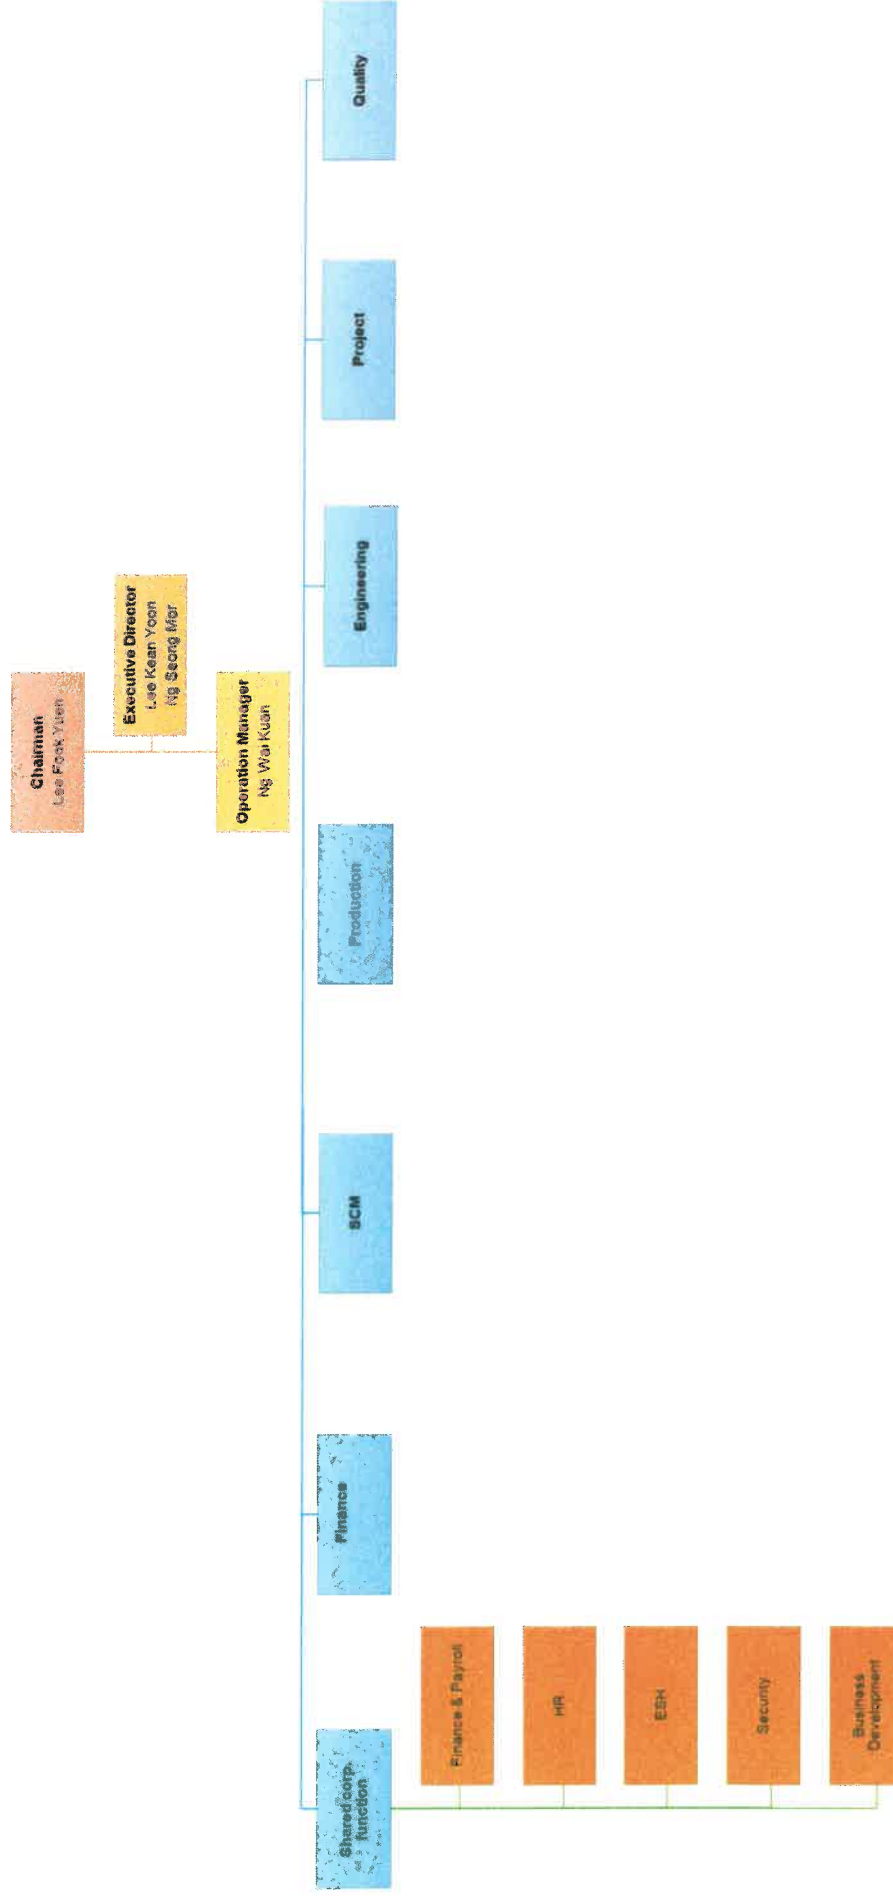 Chairman
Lee Fook Yuen
Executive Director
Lee Kean Yoon
Ng Seong Mor
Operation Manager
Ng Wai Kuan
Shared corp.
function
Finance
SCM
Production
Engineering
Project
Quality
Finance & Payroll
HR
ESH
Security
Business
Development